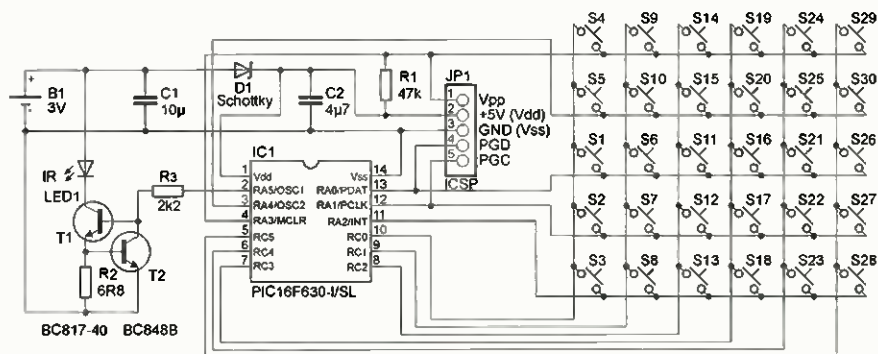 S4 S9 S14 S19 S24 S29
S5 S10 S15 S20 S25 S30
S1 S6 S11 S16 S21 S26
S2 S7 S12 S17 S22 S27
S3 S8 S13 S18 S23 S28
+
B1
3V
C1
10µ
D1
Schottky
C2
4µ7
R1
47k
JP1
1 Vpp
2 +5V (Vdd)
3 GND (Vss)
4 PGD
5 PGC
ICSP
IC1
1 Vdd Vss 14
2 RA5/OSC1 RA0/PDAT 13
3 RA4/OSC2 RA1/PCLK 12
4 RA3/MCLR RA2/INT 11
5 RC5 RC0 10
6 RC4 RC1 9
7 RC3 RC2 8
PIC16F630-I/SL
IR
LED1
R3
2k2
T1
T2
R2
6R8
BC817-40 BC848B